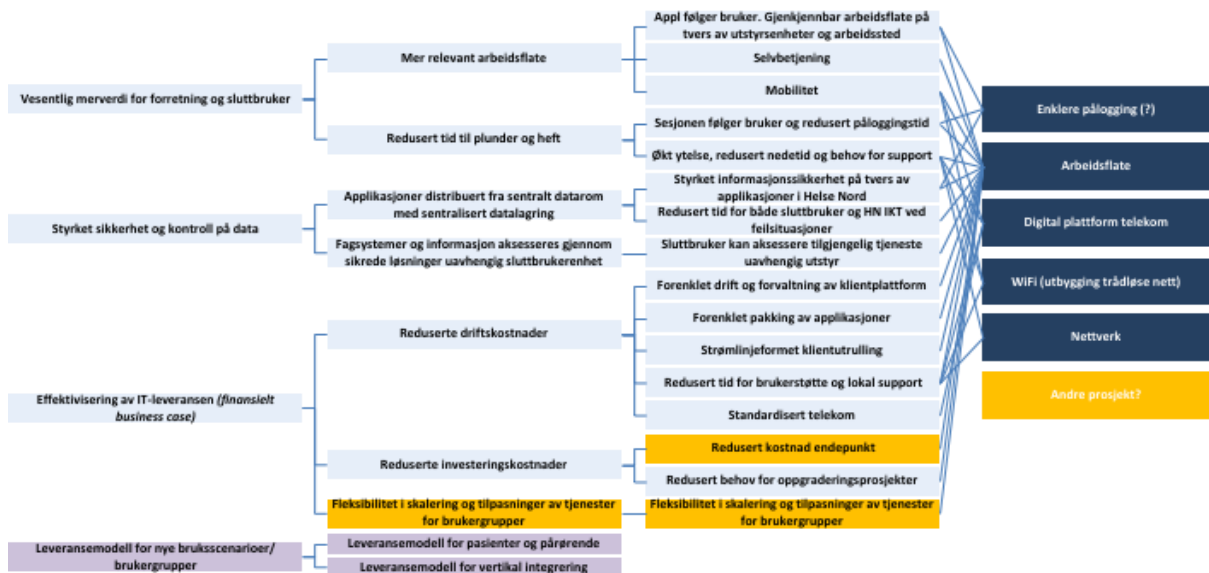 Vesentlig merverdi for forretning og sluttbruker
Styrket sikkerhet og kontroll på data
Effektivisering av IT-leveransen (finansielt
business case)
Leveransemodell for nye bruksscenarioer/
brukergrupper
Mer relevant arbeidsflate
Redusert tid til plunder og heft
Applikasjoner distribuert fra sentralt datarom
med sentralisert datalagring
Fagsystemer og informasjon aksesseres gjennom
sikrede løsninger uavhengig sluttbrukerenhet
Reduserte driftskostnader
Reduserte investeringskostnader
Fleksibilitet i skalering og tilpasninger av tjenester
for brukergrupper
Leveransemodell for pasienter og pårørende
Leveransemodell for vertikal integrering
Appl følger bruker. Gjenkjennbar arbeidsflate på
tvers av utstyrsenheter og arbeidssted
Selvbetjening
Mobilitet
Sesjonen følger bruker og redusert påloggingstid
Økt ytelse, redusert nedetid og behov for support
Styrket informasjonssikkerhet på tvers av
applikasjoner i Helse Nord
Redusert tid for både sluttbruker og HN IKT ved
feilsituasjoner
Sluttbruker kan aksessere tilgjengelig tjeneste
uavhengig utstyr
Forenklet drift og forvaltning av klientplattform
Forenklet pakking av applikasjoner
Strømlinjeformet klientutrulling
Redusert tid for brukerstøtte og lokal support
Standardisert telekom
Redusert kostnad endepunkt
Redusert behov for oppgraderingsprosjekter
Fleksibilitet i skalering og tilpasninger av tjenester
for brukergrupper
Enklere pålogging (?)
Arbeidsflate
Digital plattform telekom
WiFi (utbygging trådløse nett)
Nettverk
Andre prosjekt?